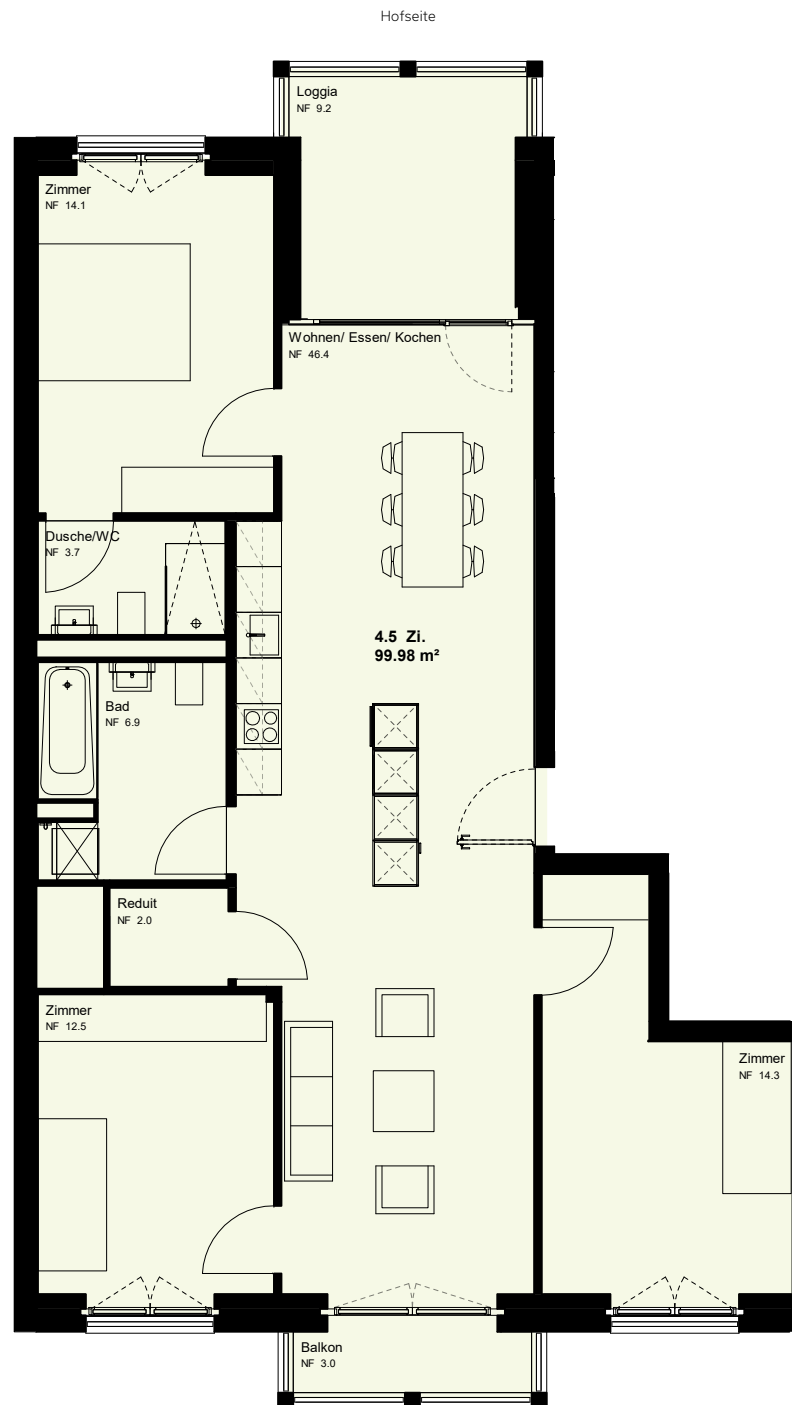 Hofseite
Loggia
NF 9.2
Zimmer
NF 14.1
Wohnen/ Essen/ Kochen
NF 46.4
Dusche/WC
NF 3.7
4.5 Zi.
99.98 m²
Bad
NF 6.9
Reduit
NF 2.0
Zimmer
NF 12.5
Zimmer
NF 14.3
Balkon
NF 3.0